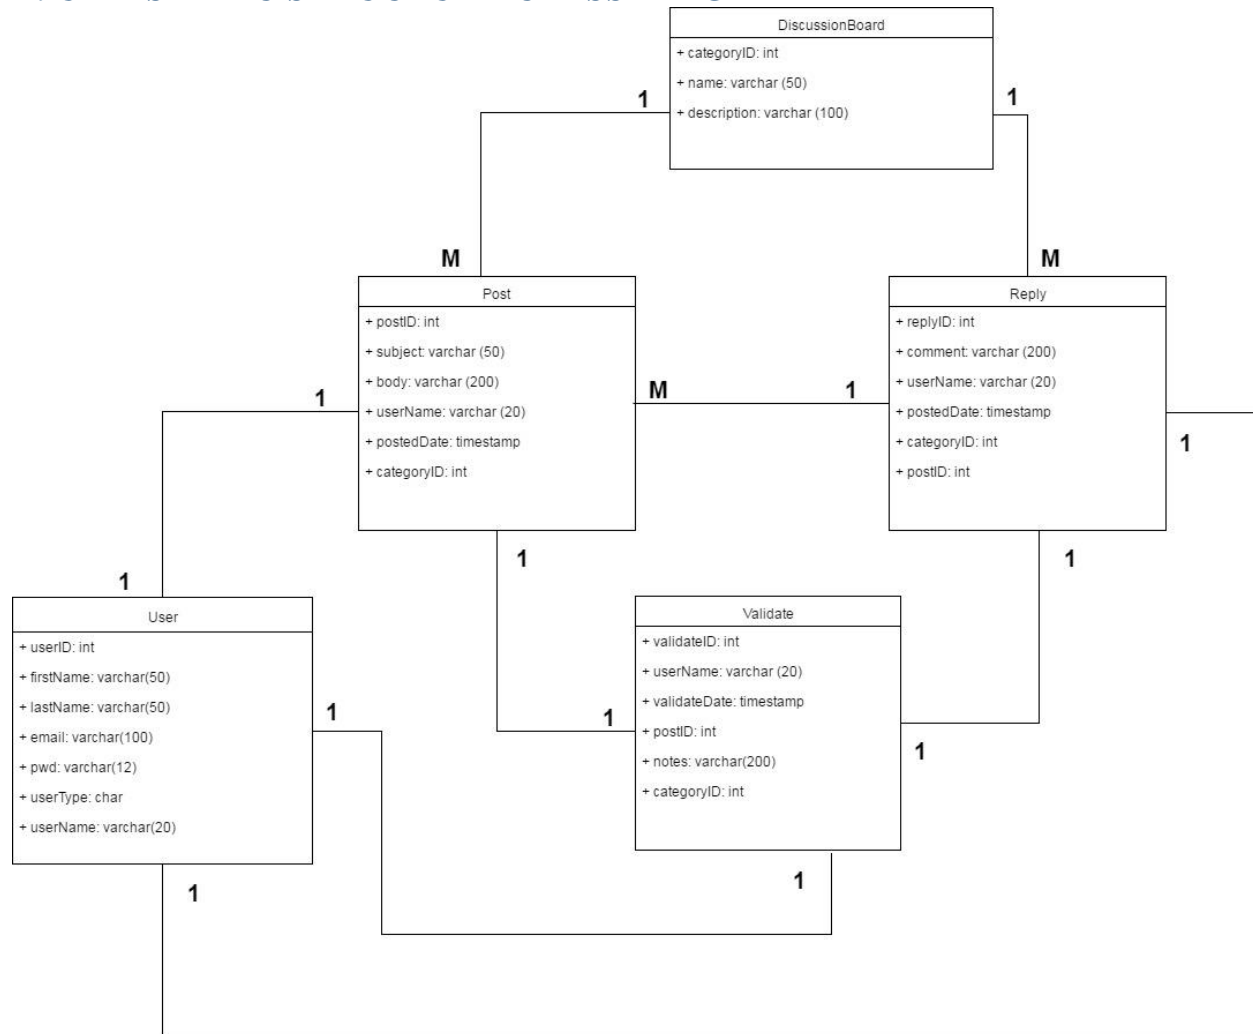 DiscussionBoard
+ categoryID: int
+ name: varchar (50)
+ description: varchar (100)
1
1
M
M
Post
+ postID: int
+ subject: varchar (50)
+ body: varchar (200)
+ userName: varchar (20)
+ postedDate: timestamp
+ categoryID: int
M
1
Reply
+ replyID: int
+ comment: varchar (200)
+ userName: varchar (20)
+ postedDate: timestamp
+ categoryID: int
+ postID: int
1
1
1
1
1
User
+ userID: int
+ firstName: varchar(50)
+ lastName: varchar(50)
+ email: varchar(100)
+ pwd: varchar(12)
+ userType: char
+ userName: varchar(20)
1
1
Validate
+ validateID: int
+ userName: varchar (20)
+ validateDate: timestamp
+ postID: int
+ notes: varchar(200)
+ categoryID: int
1
1
1
1